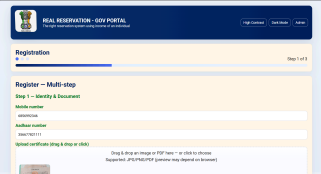 REAL RESERVATION - GOV PORTAL
The right reservation system using income of an individual
High Contrast
Dark Mode
Admin
Registration
Step 1 of 3
Register — Multi-step
Step 1 — Identity & Document
Mobile number
Aadhaar number
Upload certificate (drag & drop or click)
Drag & drop an image or PDF here — or click to choose.
Supported: JPG/PNG/PDF (preview may depend on browser)